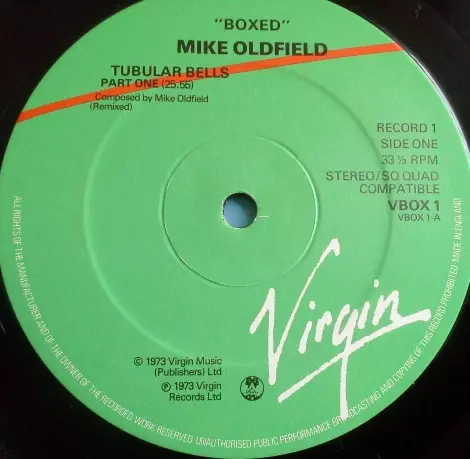 "BOXED"
MIKE OLDFIELD
TUBULAR BELLS
PART ONE (25.55)
Composed by Mike Oldfield
(Remixed)
RECORD 1
SIDE ONE
33⅓ RPM
STEREO/SQ QUAD
COMPATIBLE
VBOX 1
VBOX 1-A
Virgin
© 1973 Virgin Music
(Publishers) Ltd
℗ 1973 Virgin
Records Ltd
ALL RIGHTS OF THE MANUFACTURER AND OF THE OWNER OF THE RECORDED WORK RESERVED. UNAUTHORISED PUBLIC PERFORMANCE BROADCASTING AND COPYING OF THIS RECORD PROHIBITED. MADE IN ENGLAND